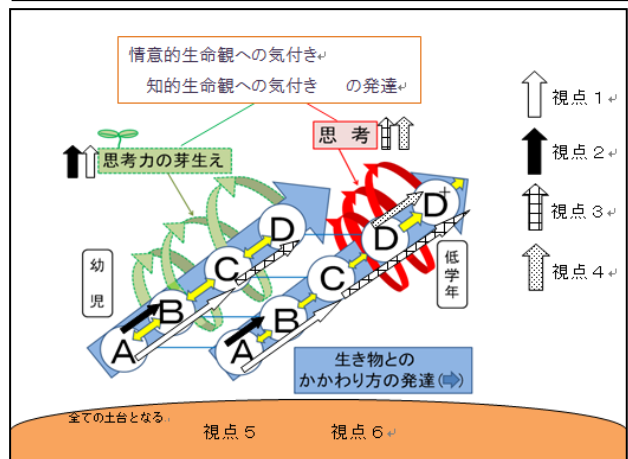 情意的生命観への気付き
知的生命観への気付き の発達
思考力の芽生え
思 考
視点1
視点2
視点3
視点4
幼児
A
B
C
D
A
B
C
D
D+
低学年
生き物との
かかわり方の発達(⇒)
全ての土台となる
視点5 視点6